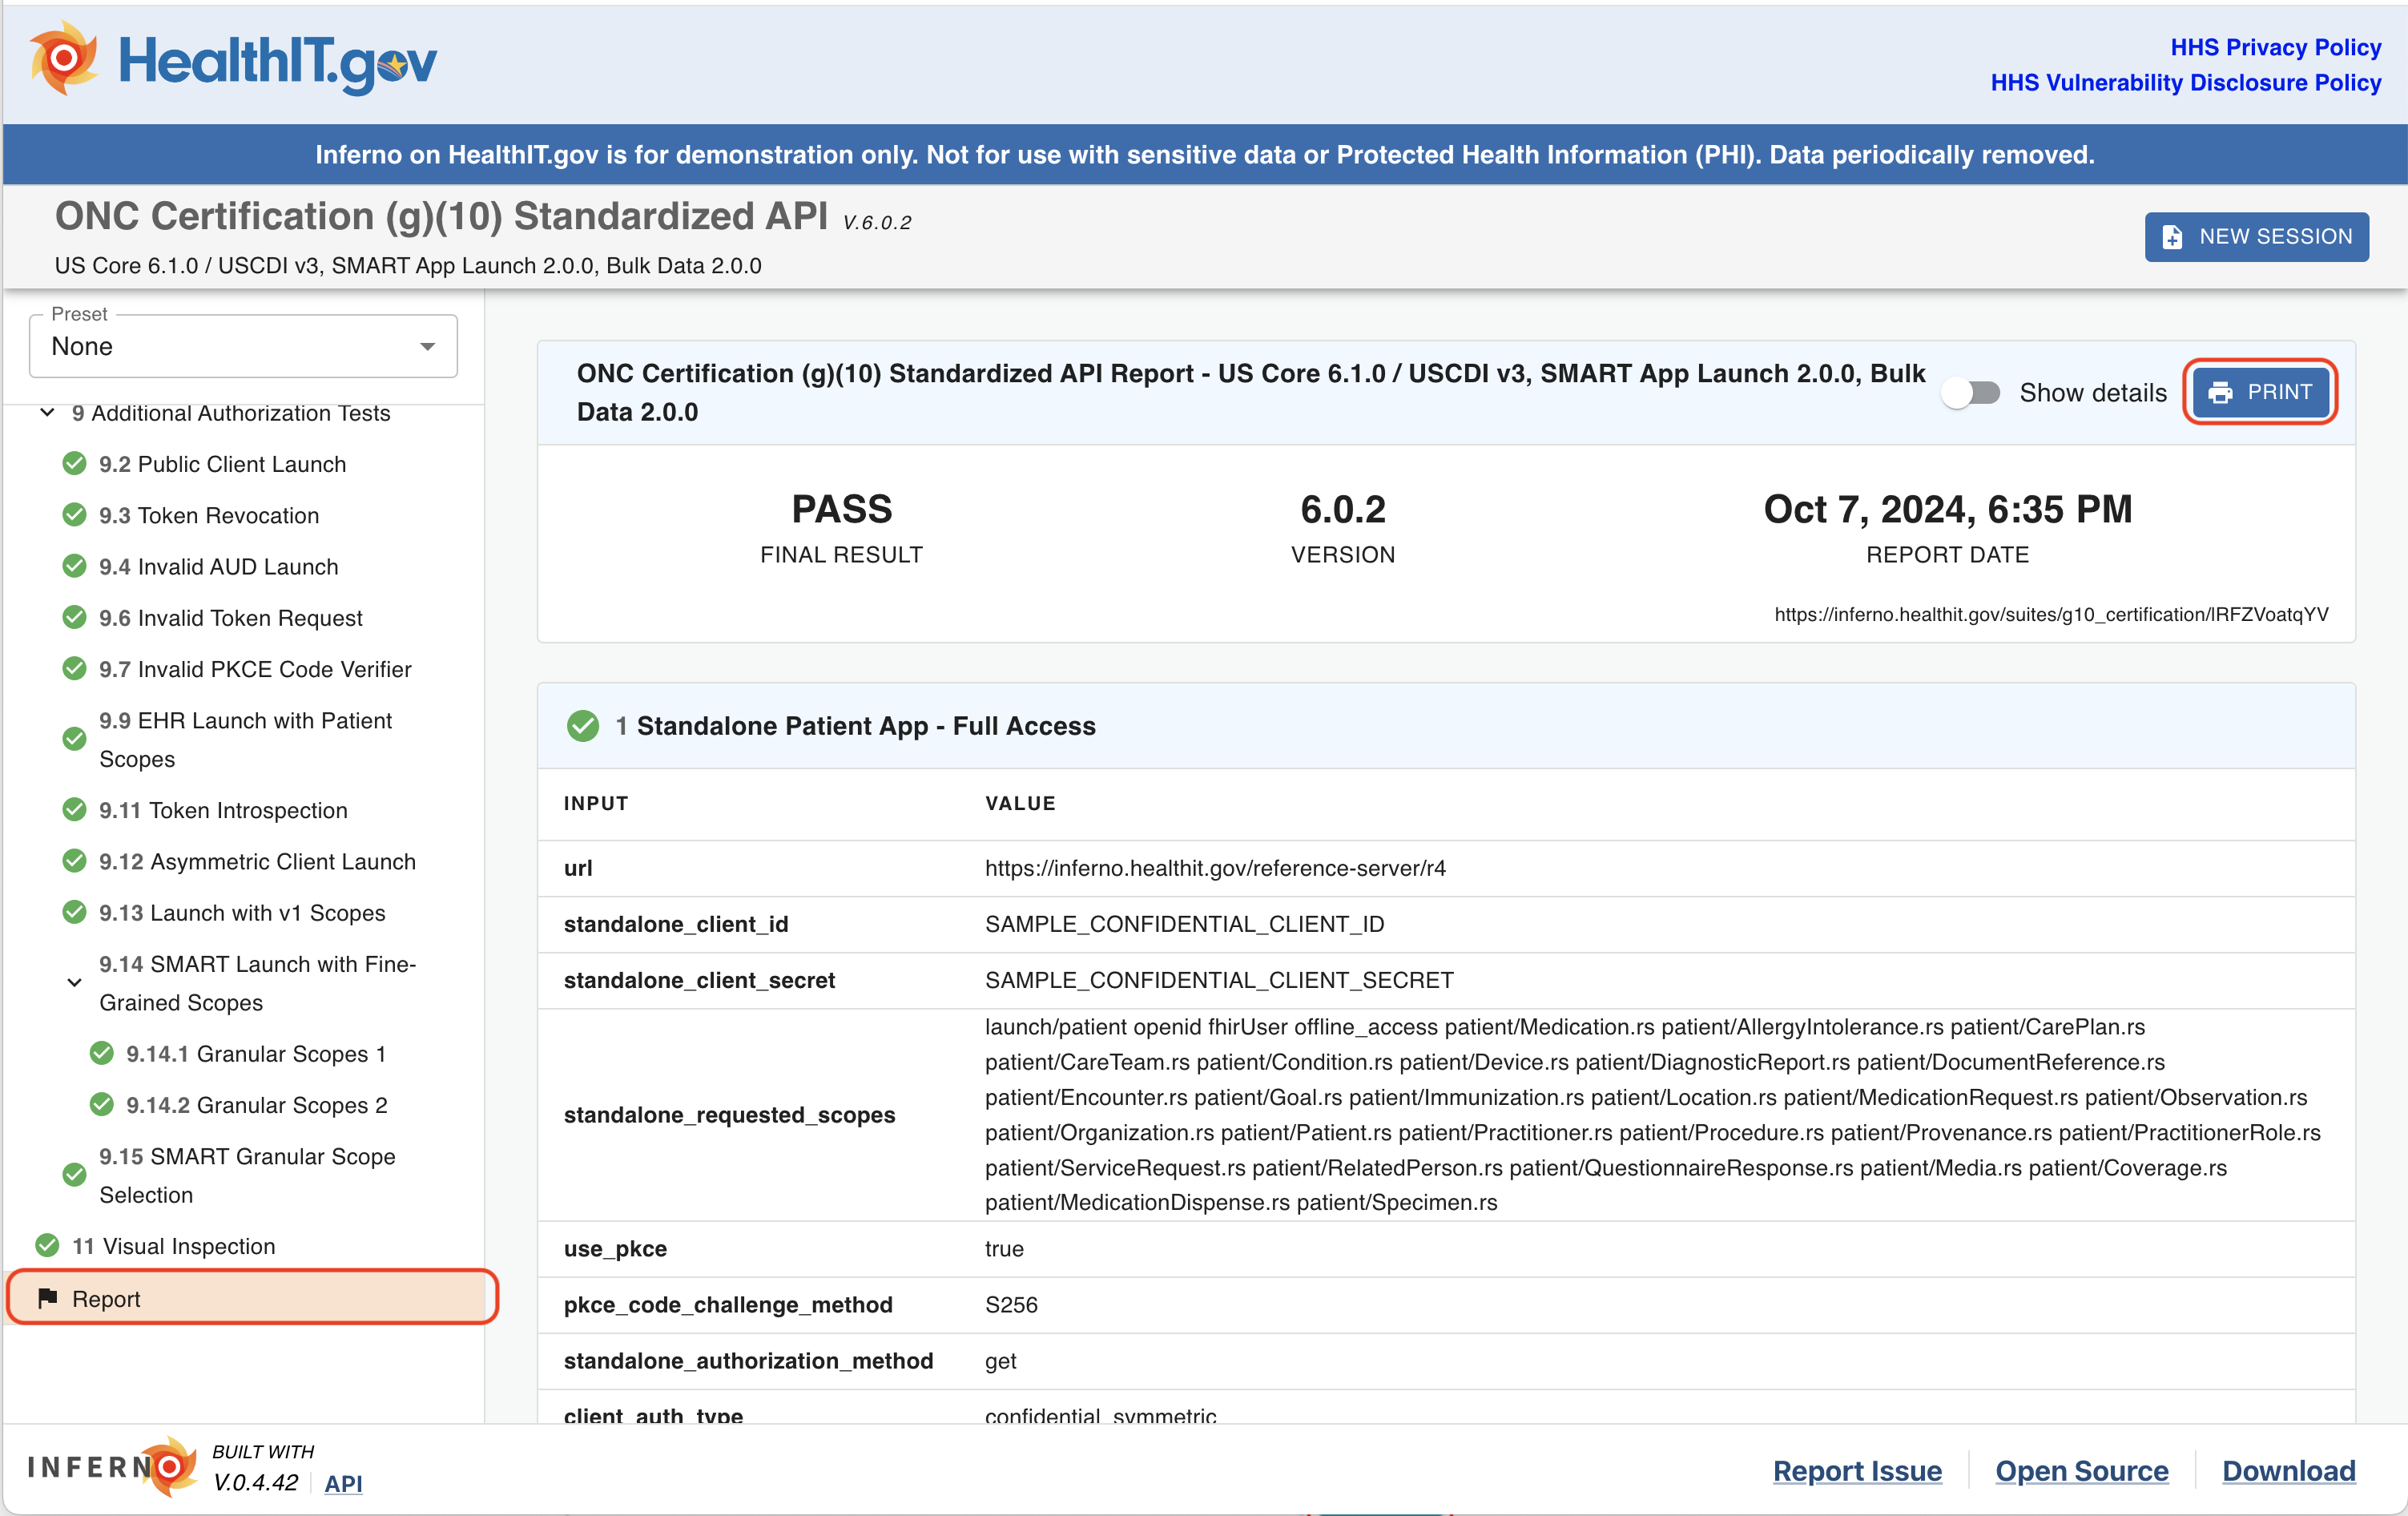 HealthIT.gov
HHS Privacy Policy
HHS Vulnerability Disclosure Policy
Inferno on HealthIT.gov is for demonstration only. Not for use with sensitive data or Protected Health Information (PHI). Data periodically removed.
ONC Certification (g)(10) Standardized API V.6.0.2
US Core 6.1.0 / USCDI v3, SMART App Launch 2.0.0, Bulk Data 2.0.0
NEW SESSION
Preset
None
9 Additional Authorization Tests
9.2 Public Client Launch
9.3 Token Revocation
9.4 Invalid AUD Launch
9.6 Invalid Token Request
9.7 Invalid PKCE Code Verifier
9.9 EHR Launch with Patient
Scopes
9.11 Token Introspection
9.12 Asymmetric Client Launch
9.13 Launch with v1 Scopes
9.14 SMART Launch with Fine-
Grained Scopes
9.14.1 Granular Scopes 1
9.14.2 Granular Scopes 2
9.15 SMART Granular Scope
Selection
11 Visual Inspection
Report
ONC Certification (g)(10) Standardized API Report - US Core 6.1.0 / USCDI v3, SMART App Launch 2.0.0, Bulk
Data 2.0.0
Show details
PRINT
PASS
FINAL RESULT
6.0.2
VERSION
Oct 7, 2024, 6:35 PM
REPORT DATE
https://inferno.healthit.gov/suites/g10_certification/lRFZVoatqYV
1 Standalone Patient App - Full Access
INPUT VALUE
url https://inferno.healthit.gov/reference-server/r4
standalone_client_id SAMPLE_CONFIDENTIAL_CLIENT_ID
standalone_client_secret SAMPLE_CONFIDENTIAL_CLIENT_SECRET
standalone_requested_scopes
launch/patient openid fhirUser offline_access patient/Medication.rs patient/AllergyIntolerance.rs patient/CarePlan.rs
patient/CareTeam.rs patient/Condition.rs patient/Device.rs patient/DiagnosticReport.rs patient/DocumentReference.rs
patient/Encounter.rs patient/Goal.rs patient/Immunization.rs patient/Location.rs patient/MedicationRequest.rs patient/Observation.rs
patient/Organization.rs patient/Patient.rs patient/Practitioner.rs patient/Procedure.rs patient/Provenance.rs patient/PractitionerRole.rs
patient/ServiceRequest.rs patient/RelatedPerson.rs patient/QuestionnaireResponse.rs patient/Media.rs patient/Coverage.rs
patient/MedicationDispense.rs patient/Specimen.rs
use_pkce true
pkce_code_challenge_method S256
standalone_authorization_method get
client_auth_type confidential_symmetric
INFERNO
BUILT WITH
V.0.4.42
API
Report Issue
Open Source
Download